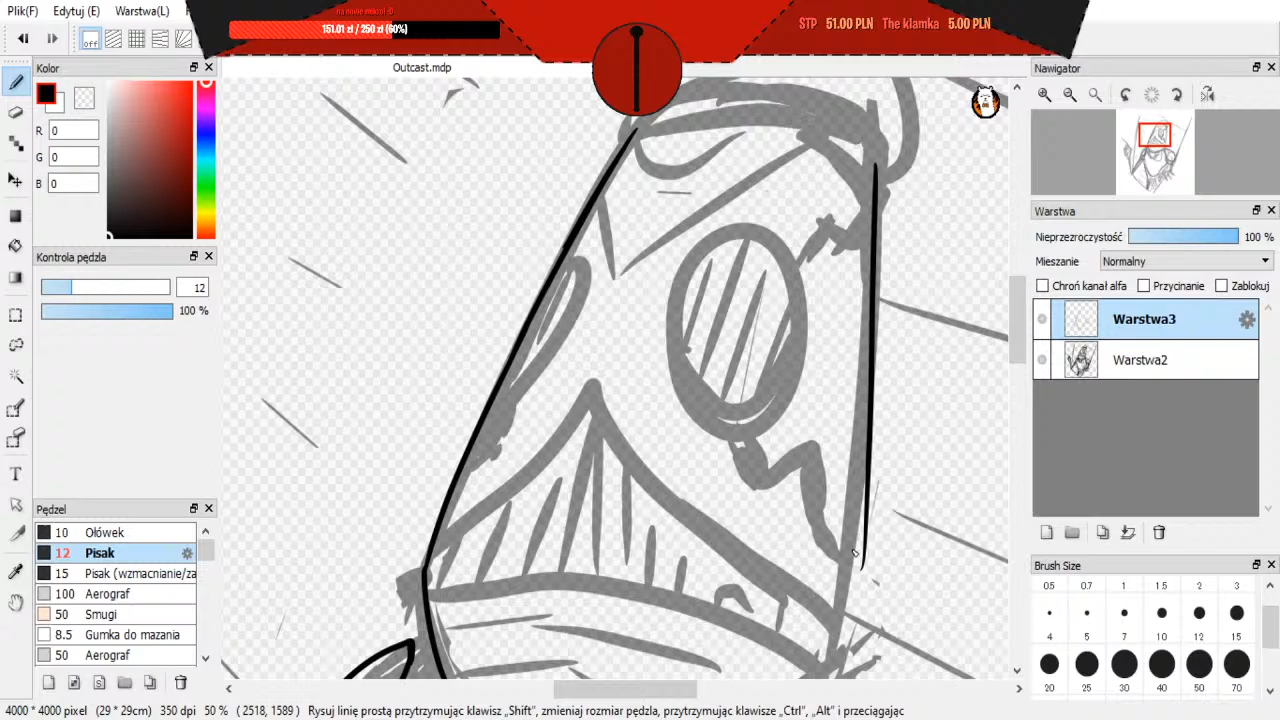 Plik(F) Edytuj (E) Warstwa(L)
na nowe mikro! :0
151.01 zł / 250 zł (60%)
STP 51.00 PLN The klamka 5.00 PLN
off
Kolor
Outcast.mdp
Nawigator
R 0
G 0
B 0
Warstwa
Nieprzezroczystość 100 %
Mieszanie Normalny
Chroń kanał alfa Przycinanie Zablokuj
Kontrola pędzla
12
100 %
Warstwa3
Warstwa2
Pędzel
10 Ołówek
12 Pisak
15 Pisak (wzmacnianie/za
100 Aerograf
50 Smugi
8.5 Gumka do mazania
50 Aerograf
T
Brush Size
0.5 0.7 1 1.5 2 3
4 5 7 10 12 15
20 25 30 40 50 70
4000 * 4000 pixel (29 * 29cm) 350 dpi 50 % ( 2518, 1589 ) Rysuj linię prostą przytrzymując klawisz „Shift”, zmieniaj rozmiar pędzla, przytrzymując klawisze „Ctrl”, „Alt” i przeciągając